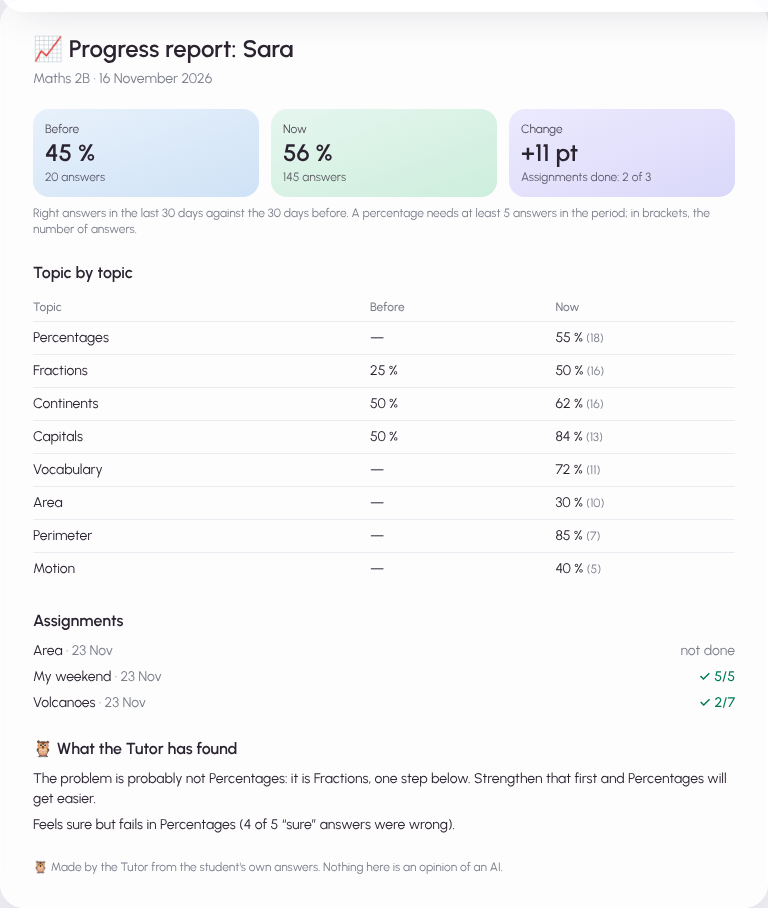 📈 Progress report: Sara
Maths 2B · 16 November 2026
Before
45 %
20 answers
Now
56 %
145 answers
Change
+11 pt
Assignments done: 2 of 3
Right answers in the last 30 days against the 30 days before. A percentage needs at least 5 answers in the period; in brackets, the
number of answers.
Topic by topic
Topic Before Now
Percentages — 55 % (18)
Fractions 25 % 50 % (16)
Continents 50 % 62 % (16)
Capitals 50 % 84 % (13)
Vocabulary — 72 % (11)
Area — 30 % (10)
Perimeter — 85 % (7)
Motion — 40 % (5)
Assignments
Area · 23 Nov not done
My weekend · 23 Nov ✓ 5/5
Volcanoes · 23 Nov ✓ 2/7
🦉 What the Tutor has found
The problem is probably not Percentages: it is Fractions, one step below. Strengthen that first and Percentages will
get easier.
Feels sure but fails in Percentages (4 of 5 “sure” answers were wrong).
🦉 Made by the Tutor from the student's own answers. Nothing here is an opinion of an AI.